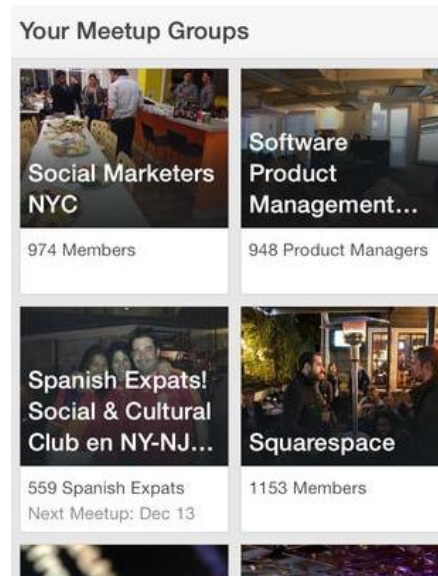 Your Meetup Groups
Social Marketers
NYC
974 Members
Software
Product
Management...
948 Product Managers
Spanish Expats!
Social & Cultural
Club en NY-NJ...
559 Spanish Expats
Next Meetup: Dec 13
Squarespace
1153 Members